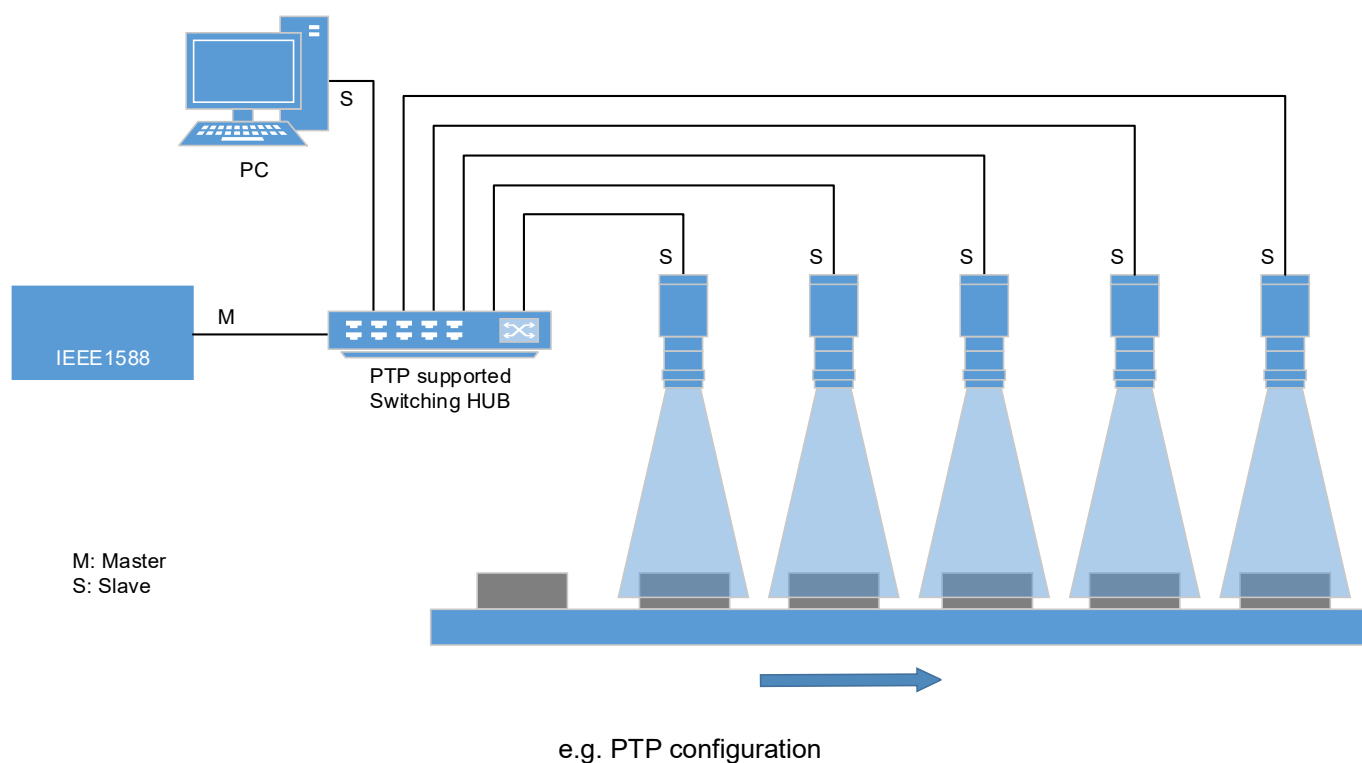 S
PC
S
S
S
S
S
M
IEEE1588
PTP supported
Switching HUB
M: Master
S: Slave
e.g. PTP configuration